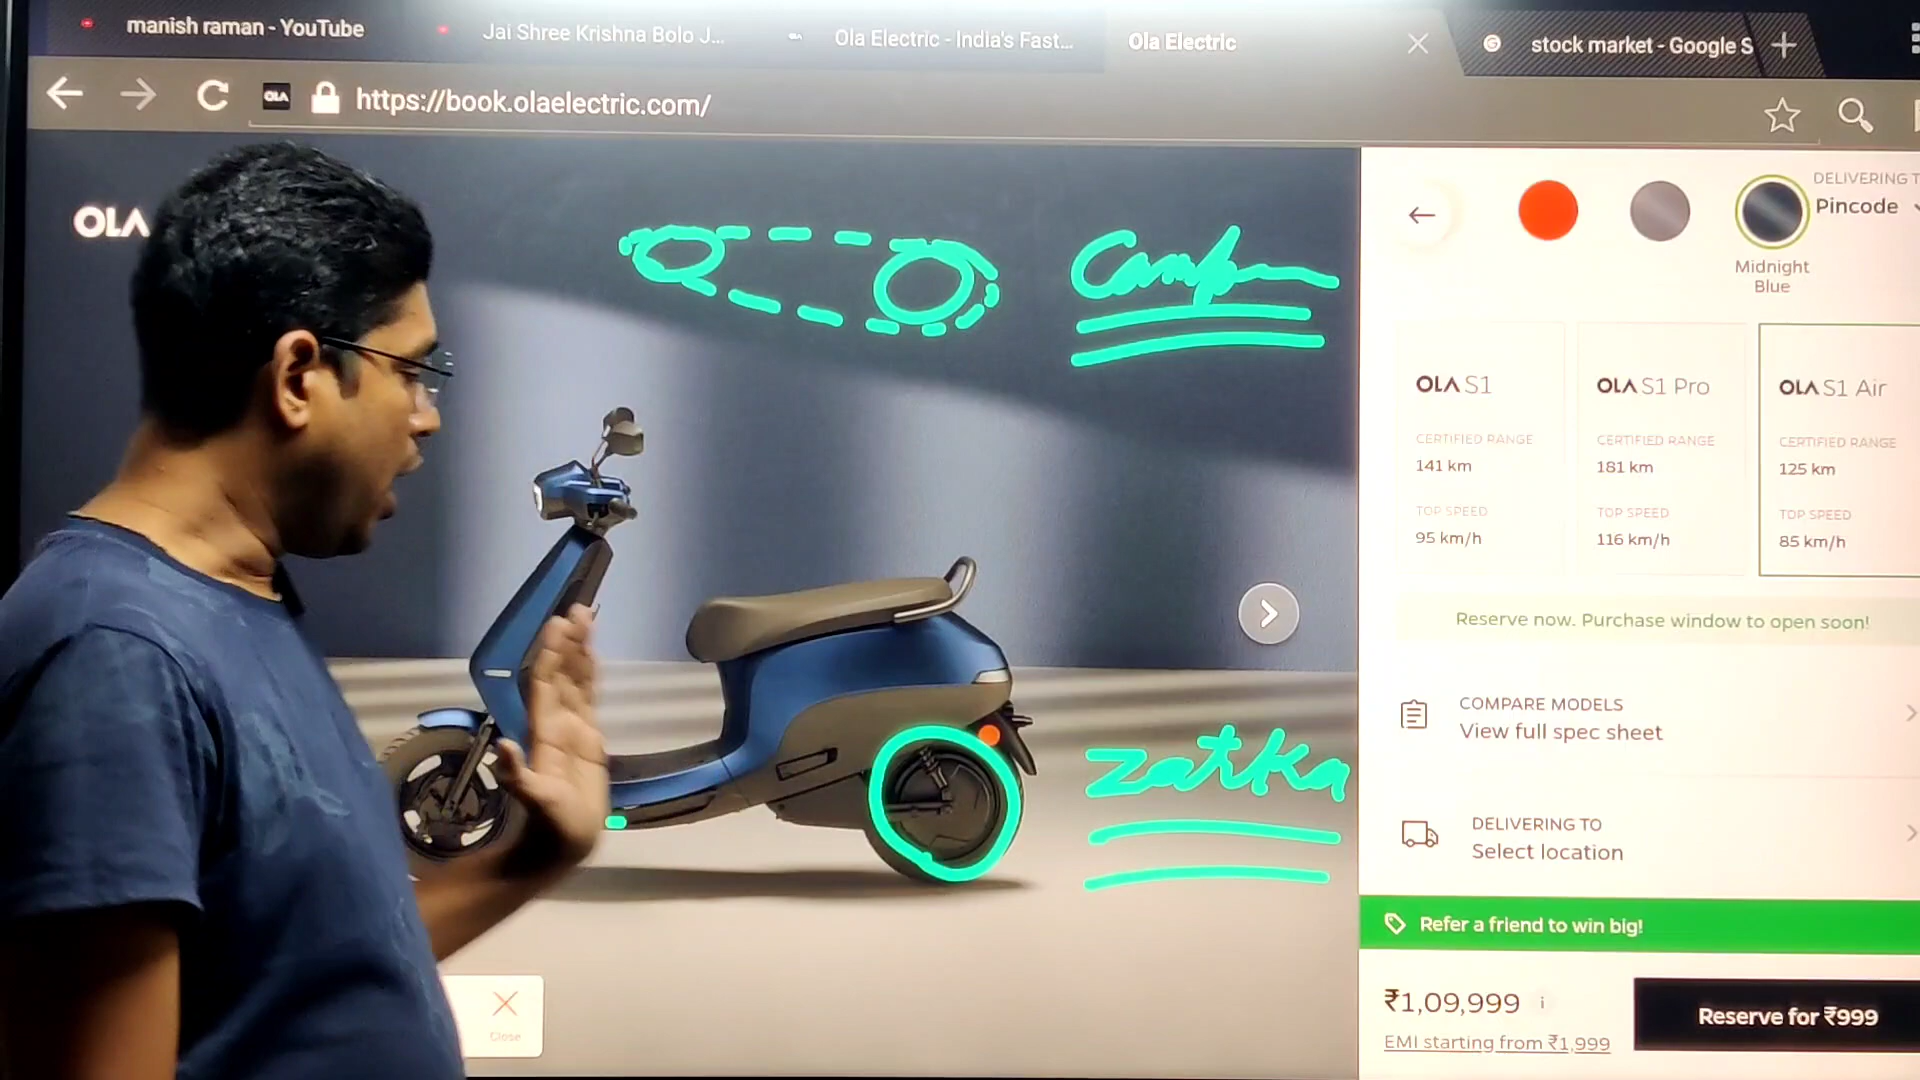 manish raman - YouTube
Jai Shree Krishna Bolo J...
Ola Electric - India's Fast...
Ola Electric
stock market - Google S
OLA
https://book.olaelectric.com/
OLA
DELIVERING T
Pincode
Midnight
Blue
OLA S1
CERTIFIED RANGE
141 km
TOP SPEED
95 km/h
OLA S1 Pro
CERTIFIED RANGE
181 km
TOP SPEED
116 km/h
OLA S1 Air
CERTIFIED RANGE
125 km
TOP SPEED
85 km/h
Reserve now. Purchase window to open soon!
COMPARE MODELS
View full spec sheet
zatka
DELIVERING TO
Select location
Refer a friend to win big!
Close
₹1,09,999
i
EMI starting from ₹1,999
Reserve for ₹999